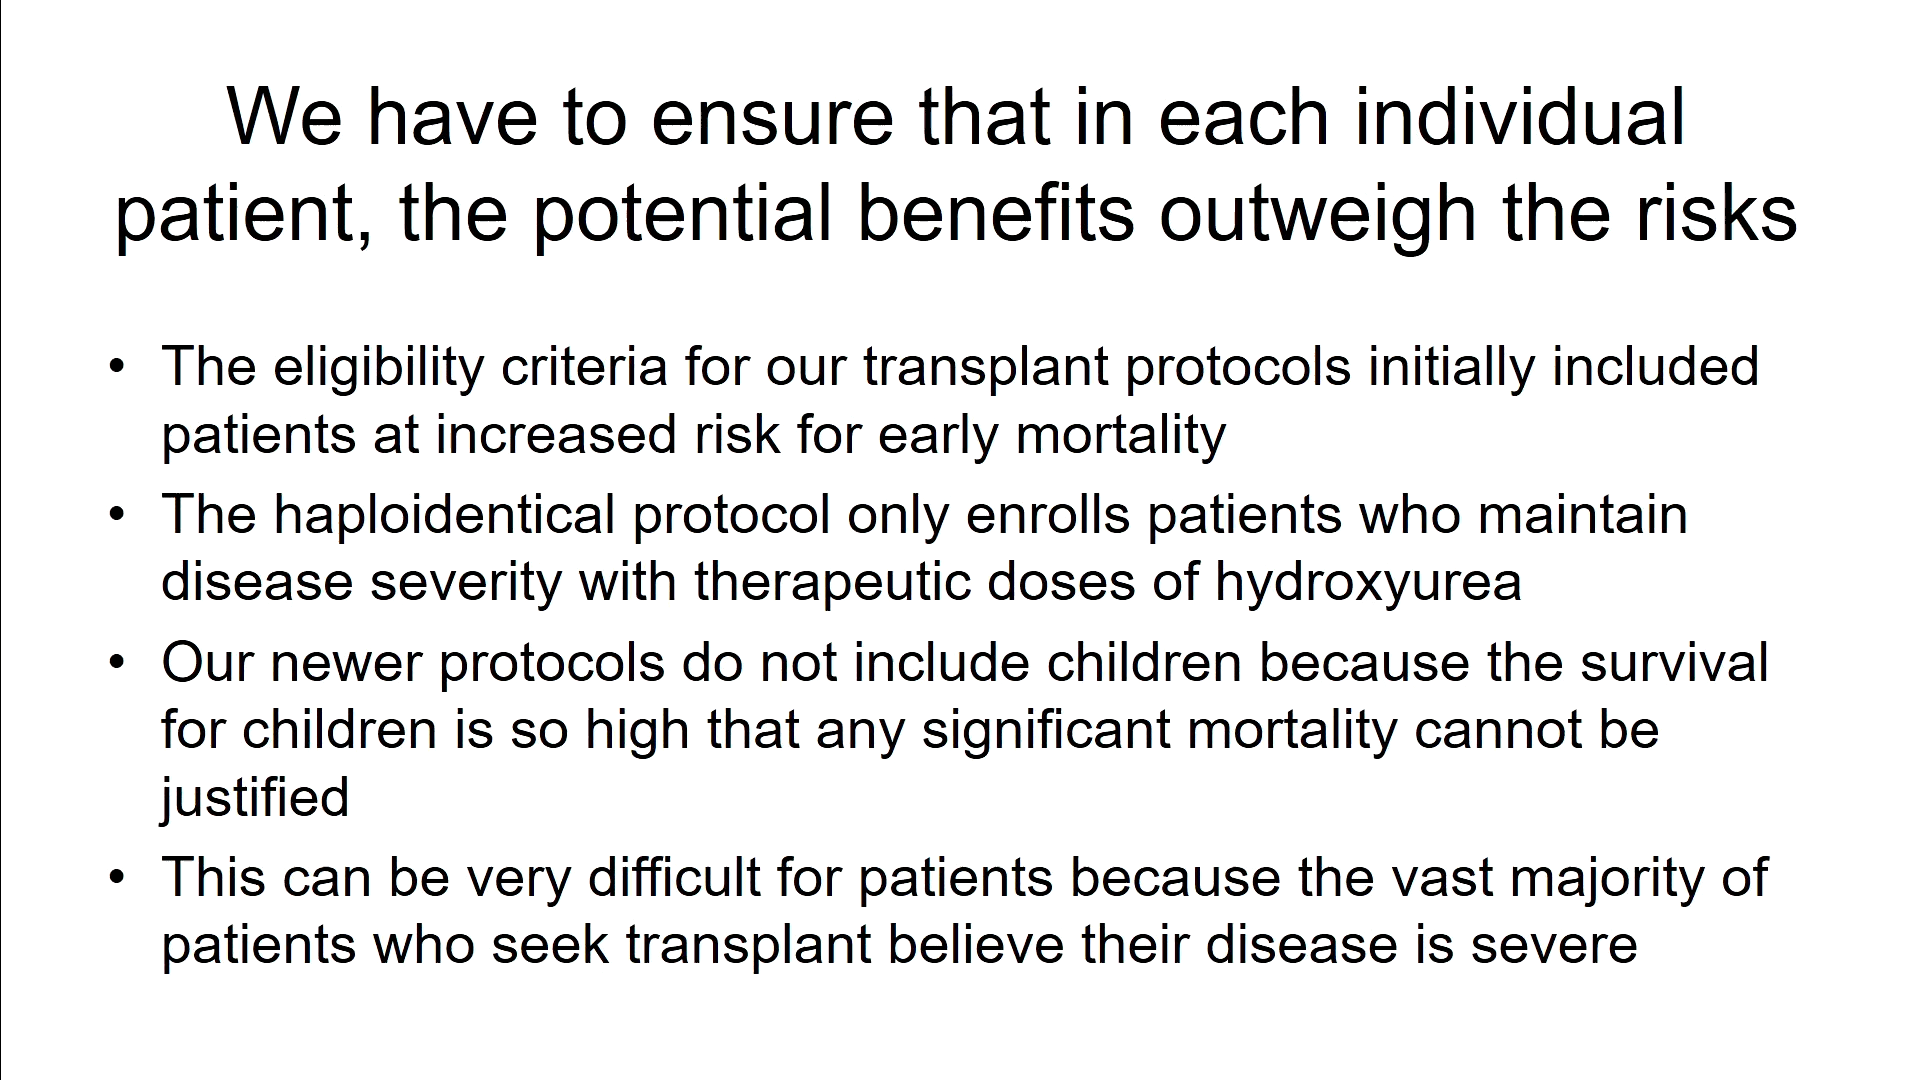 We have to ensure that in each individual
patient, the potential benefits outweigh the risks
• The eligibility criteria for our transplant protocols initially included
patients at increased risk for early mortality
• The haploidentical protocol only enrolls patients who maintain
disease severity with therapeutic doses of hydroxyurea
• Our newer protocols do not include children because the survival
for children is so high that any significant mortality cannot be
justified
• This can be very difficult for patients because the vast majority of
patients who seek transplant believe their disease is severe